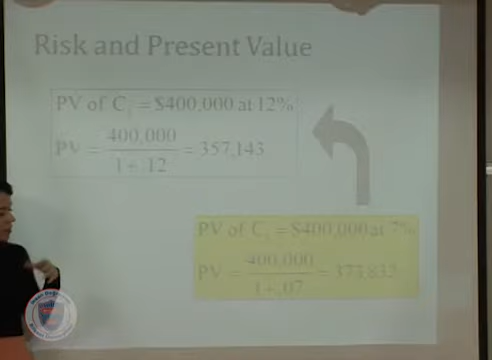 Risk and Present Value
PV of C₁ = $400,000 at 12%
PV = 400,000 / 1 + .12 = 357,143
PV of C₁ = $400,000 at 7%
PV = 400,000 / 1 + .07 = 373,832